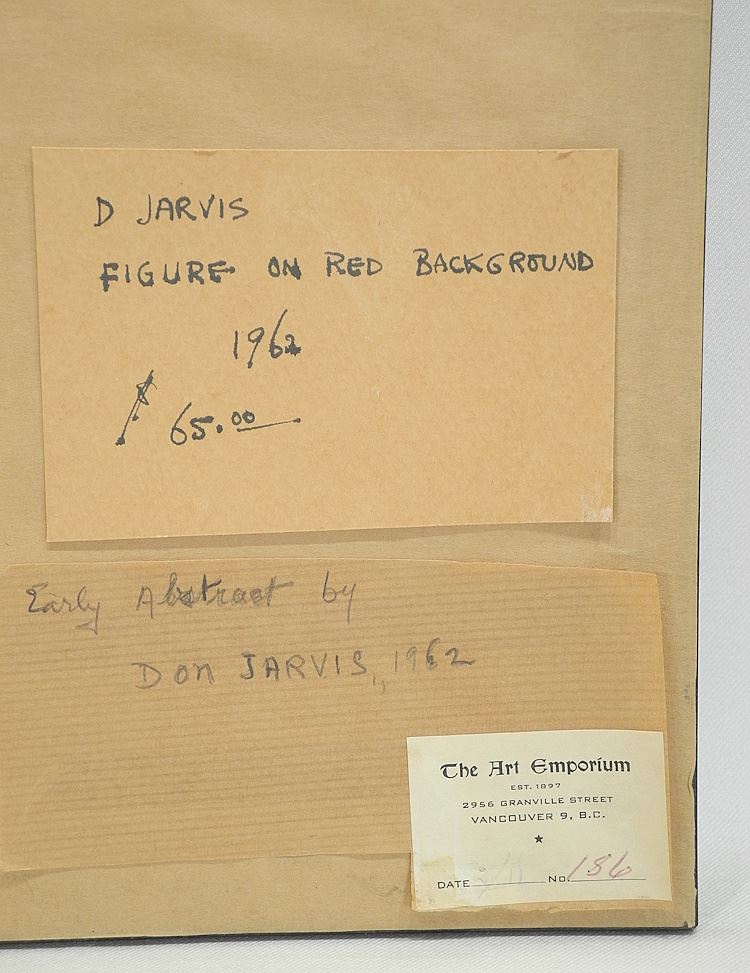 D JARVIS
FIGURE ON RED BACKGROUND
1962
$ 65.00
Early Abstract by
DON JARVIS, 1962
The Art Emporium
EST. 1897
2956 GRANVILLE STREET
VANCOUVER 9, B.C.
★
DATE No. 186